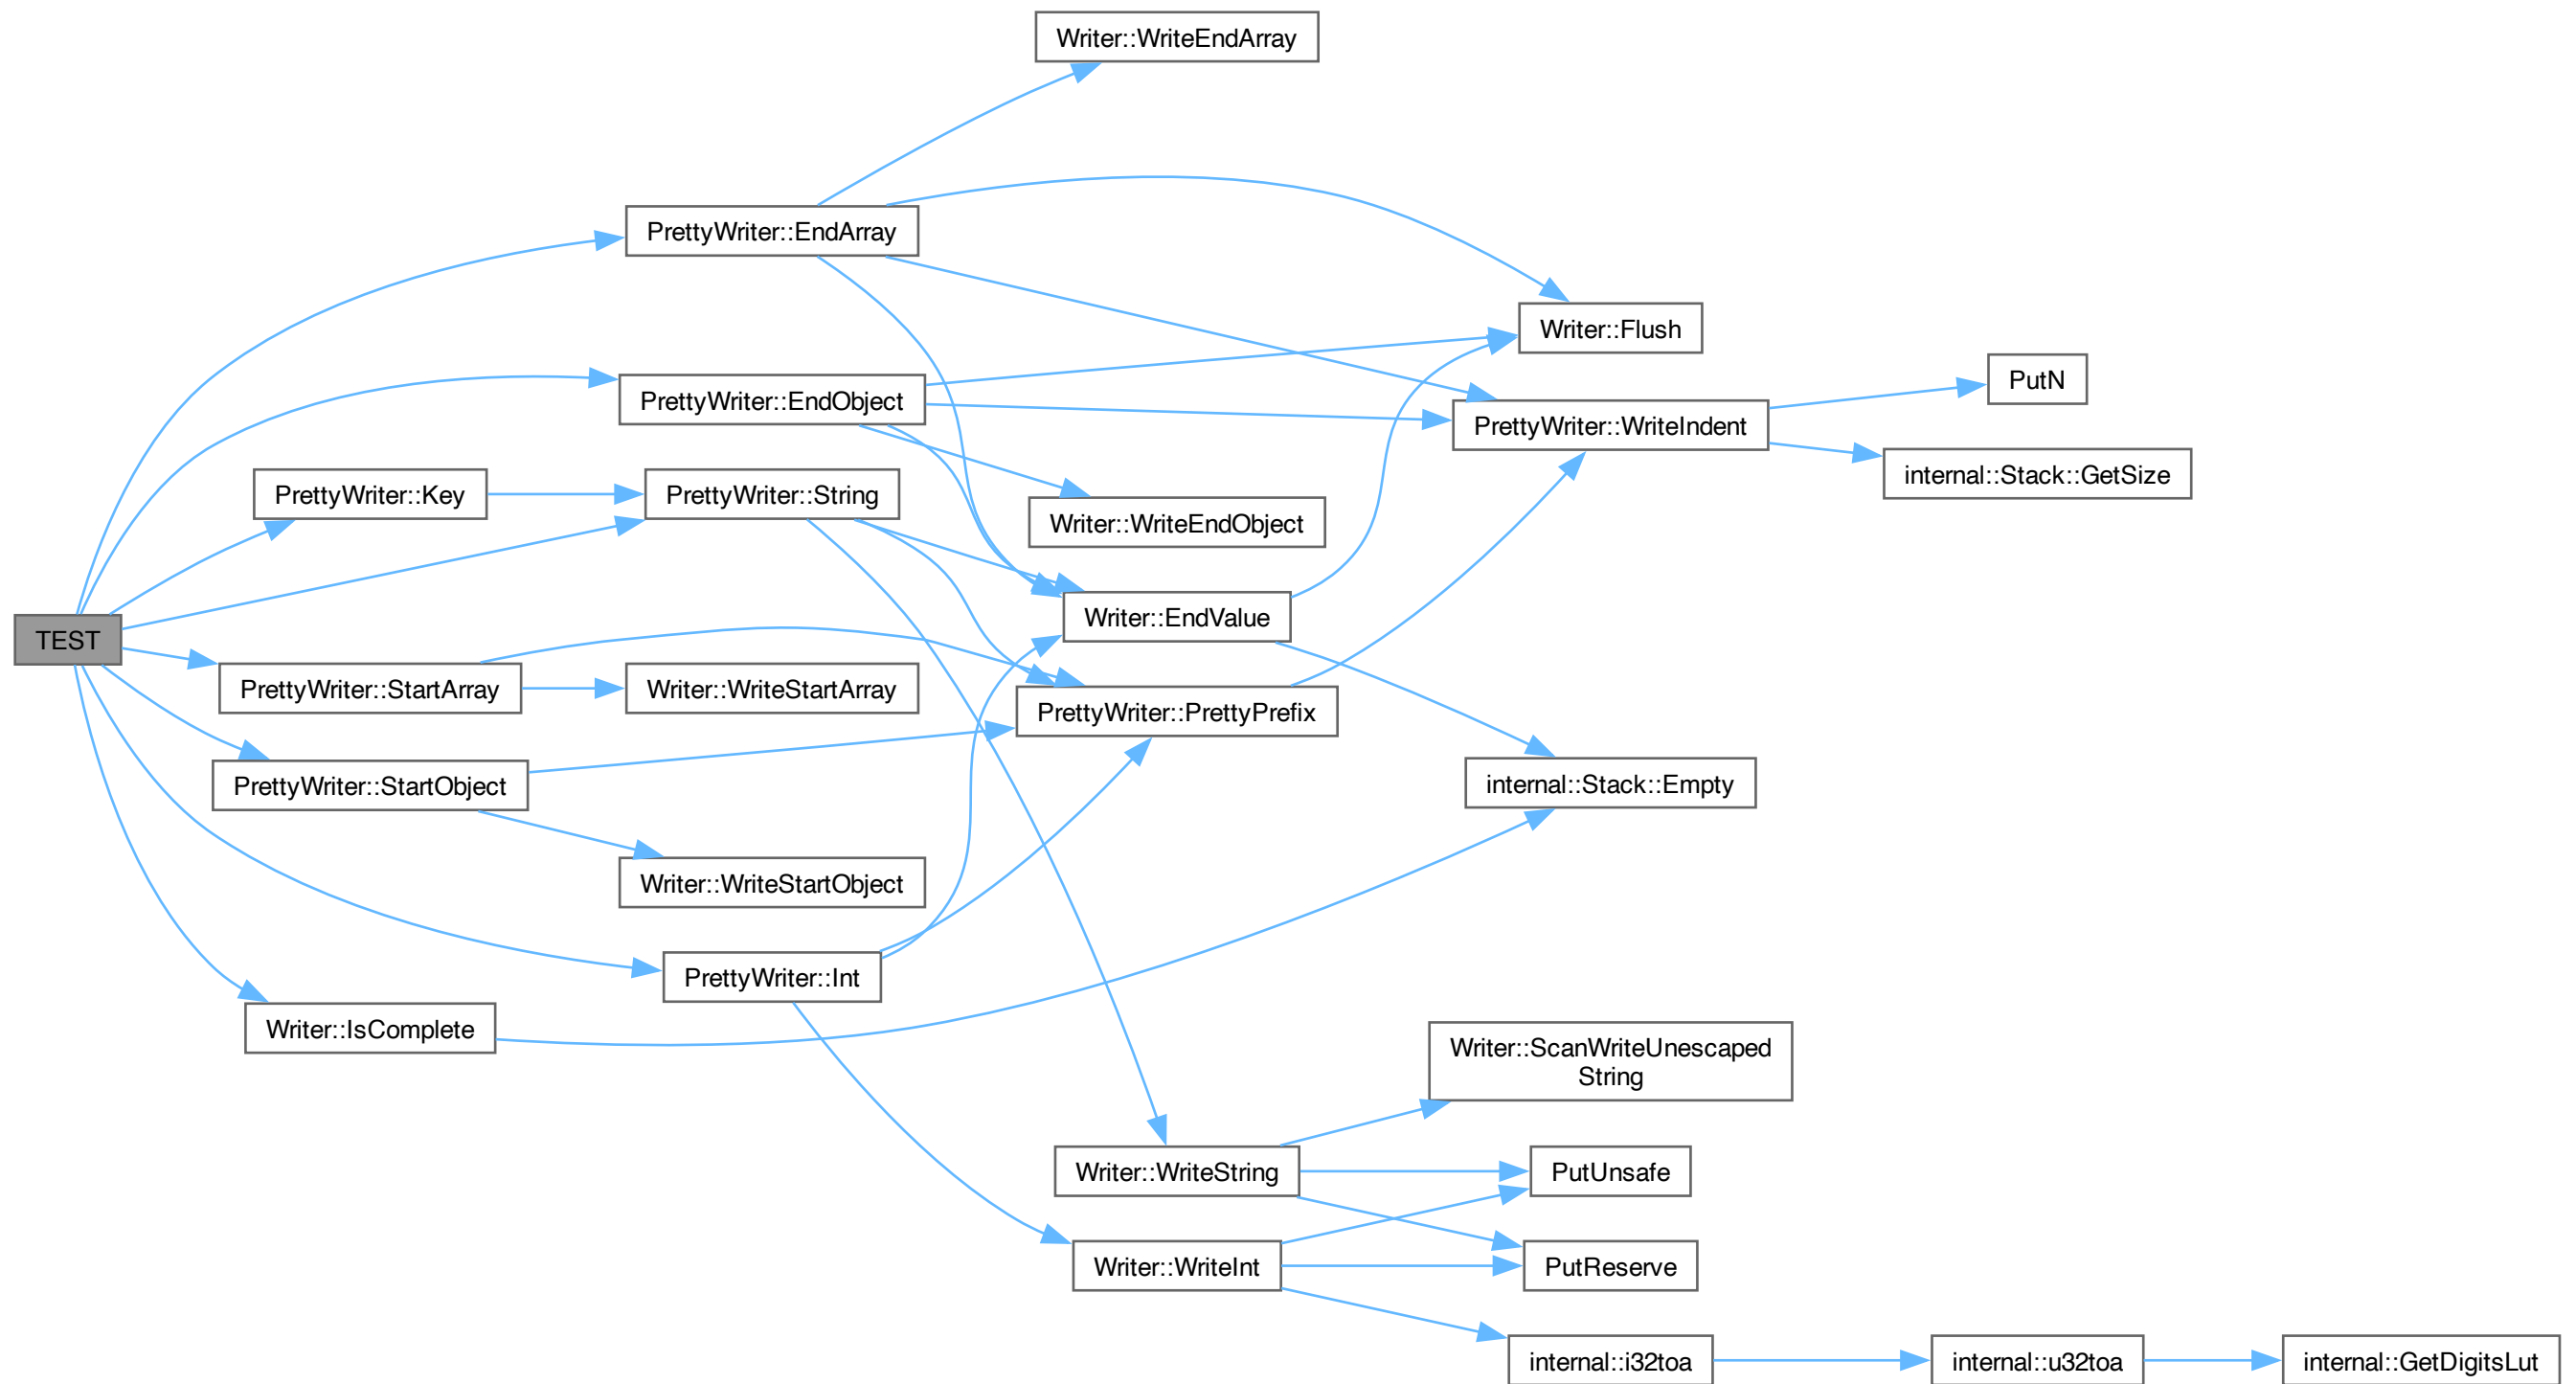 Writer::WriteEndArray
PrettyWriter::EndArray
Writer::Flush
PutN
PrettyWriter::EndObject
PrettyWriter::WriteIndent
internal::Stack::GetSize
PrettyWriter::Key
PrettyWriter::String
Writer::WriteEndObject
Writer::EndValue
TEST
PrettyWriter::StartArray
Writer::WriteStartArray
PrettyWriter::PrettyPrefix
PrettyWriter::StartObject
internal::Stack::Empty
Writer::WriteStartObject
PrettyWriter::Int
Writer::IsComplete
Writer::ScanWriteUnescaped
String
Writer::WriteString
PutUnsafe
Writer::WriteInt
PutReserve
internal::i32toa
internal::u32toa
internal::GetDigitsLut